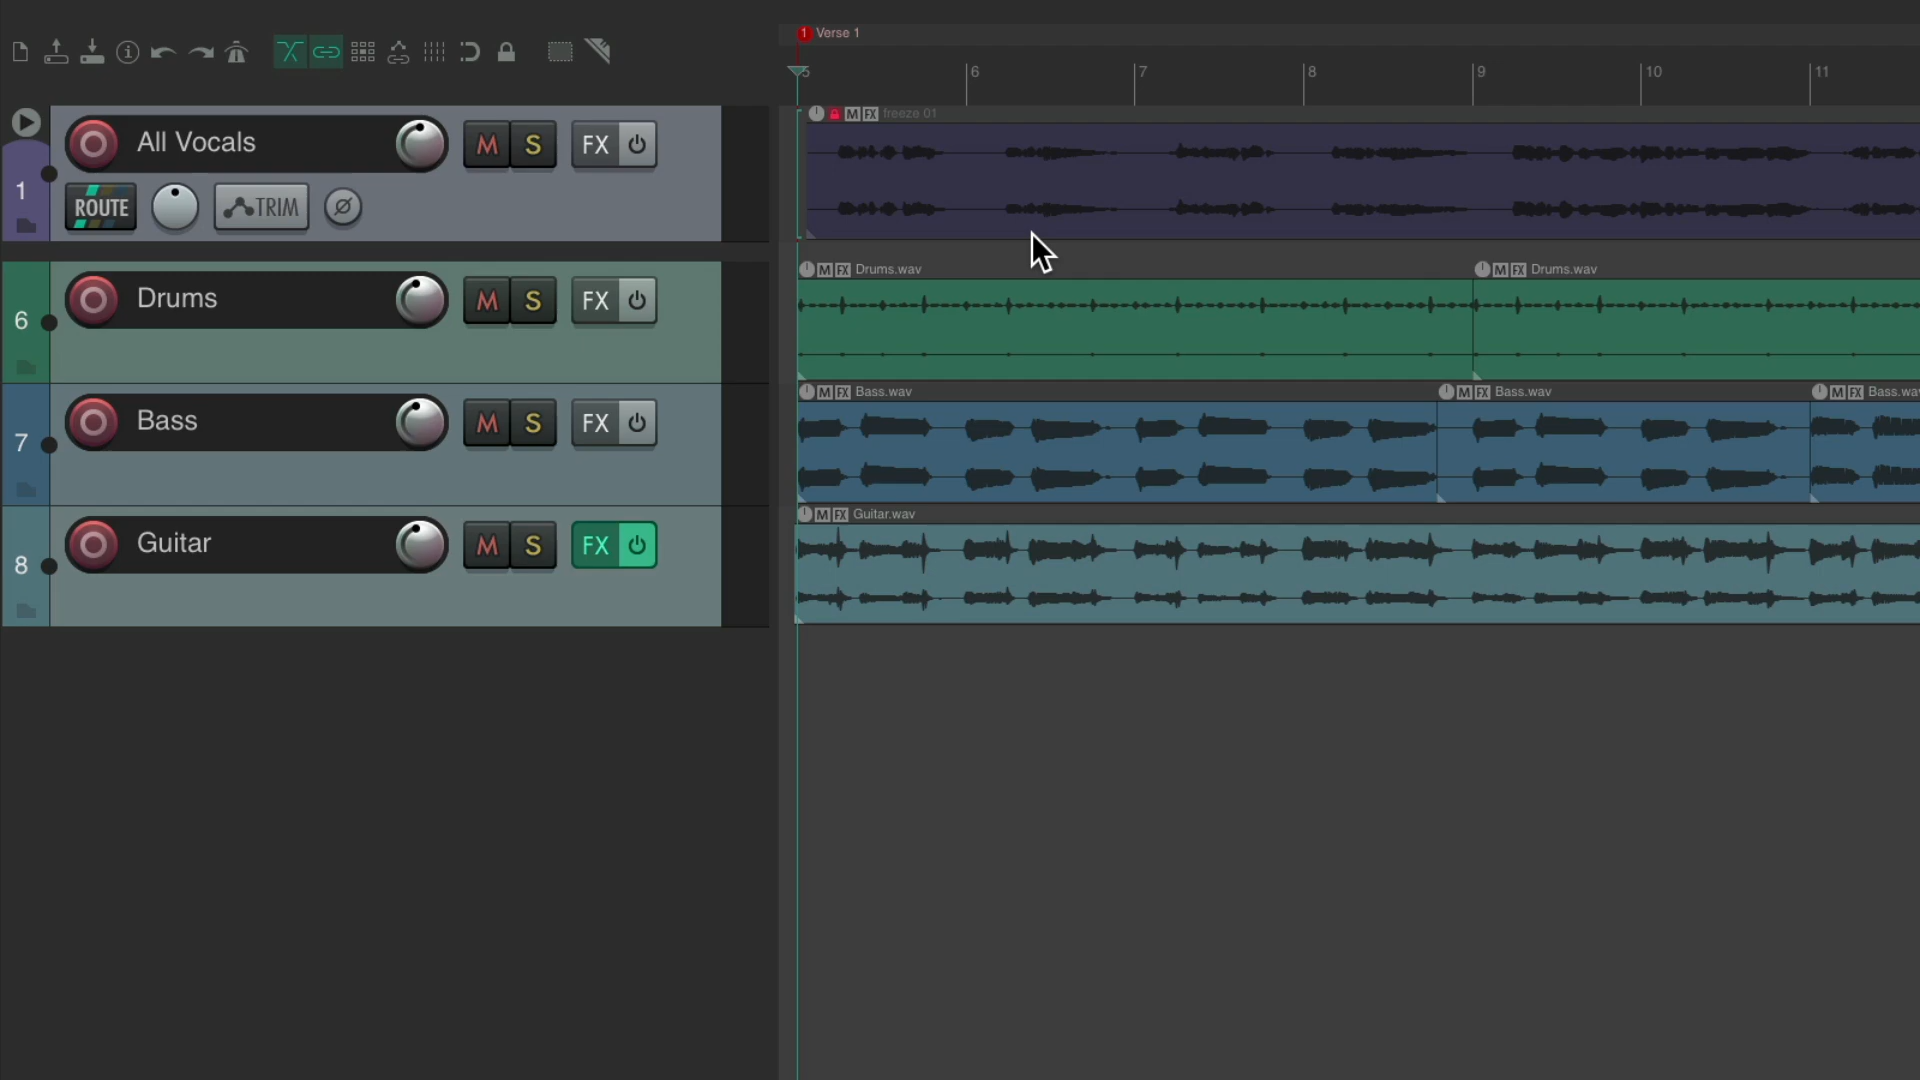 1 Verse 1
5 6 7 8 9 10 11
All Vocals M S FX
1
ROUTE TRIM
M FX freeze 01
6 Drums M S FX
M FX Drums.wav M FX Drums.wav
7 Bass M S FX
M FX Bass.wav M FX Bass.wav M FX Bass.wav
8 Guitar M S FX
M FX Guitar.wav